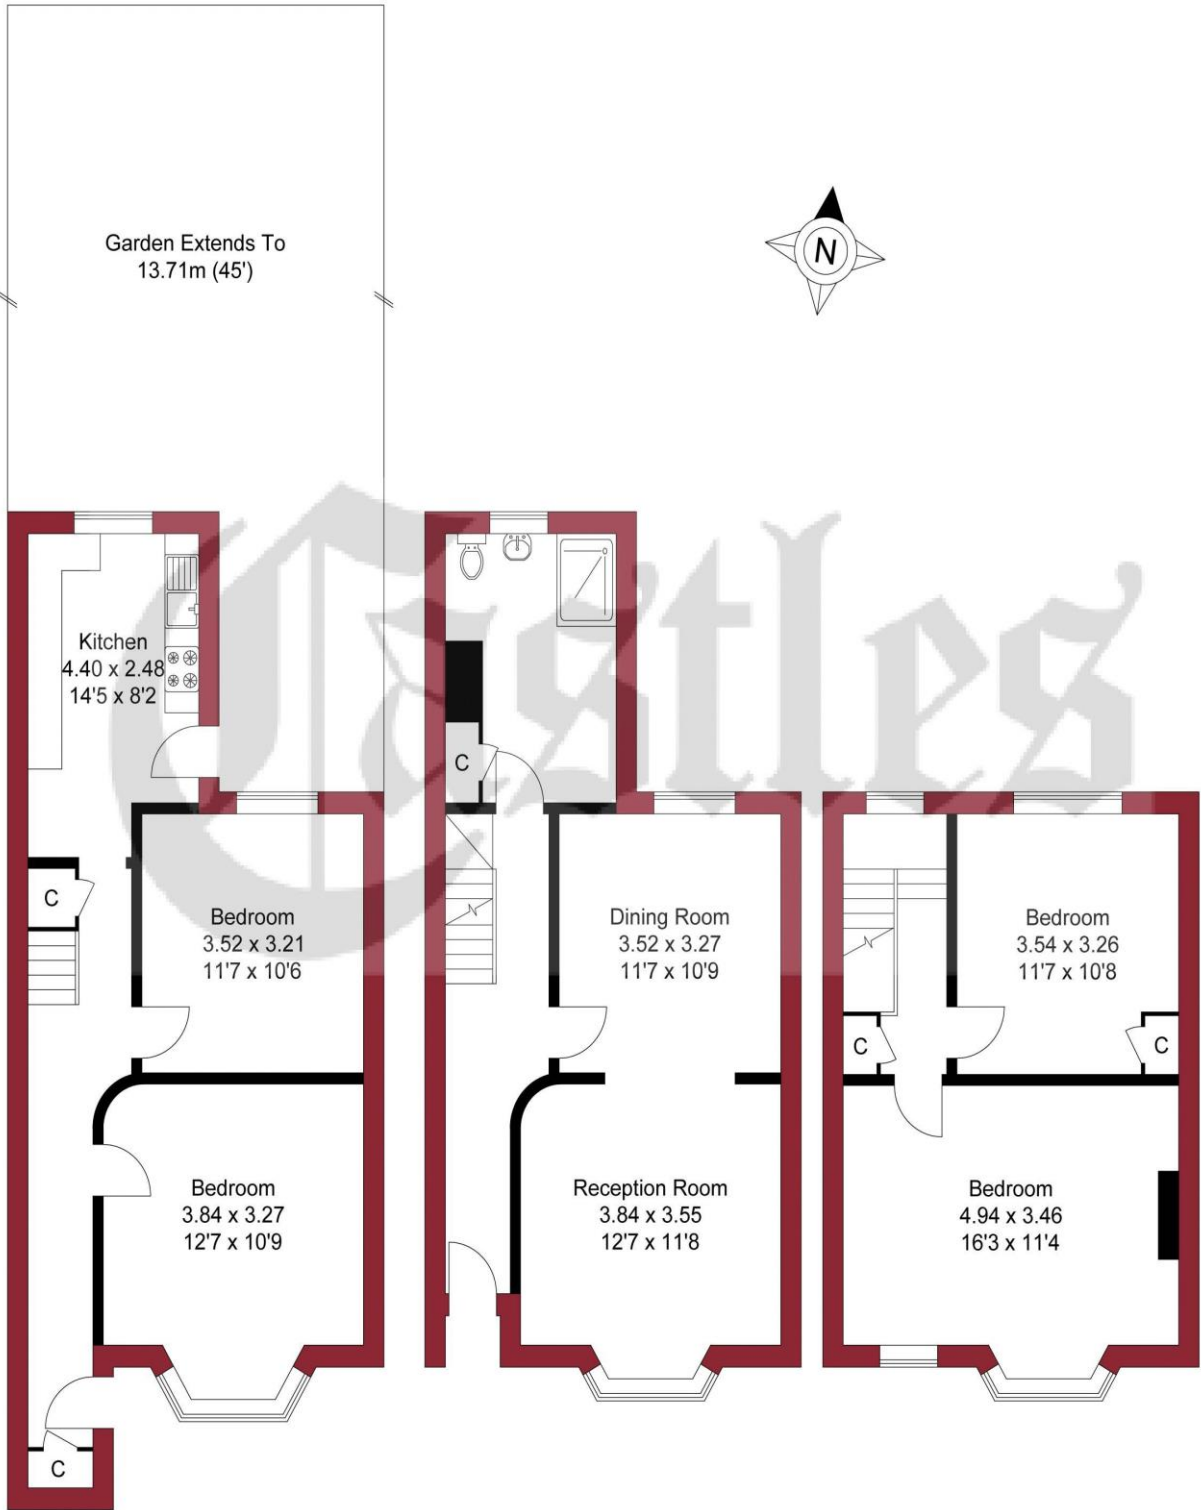 Garden Extends To
13.71m (45')
N
Kitchen
4.40 x 2.48
14'5 x 8'2
C
Bedroom
3.52 x 3.21
11'7 x 10'6
Bedroom
3.84 x 3.27
12'7 x 10'9
C
C
Dining Room
3.52 x 3.27
11'7 x 10'9
Reception Room
3.84 x 3.55
12'7 x 11'8
Bedroom
3.54 x 3.26
11'7 x 10'8
C
C
Bedroom
4.94 x 3.46
16'3 x 11'4
Castles